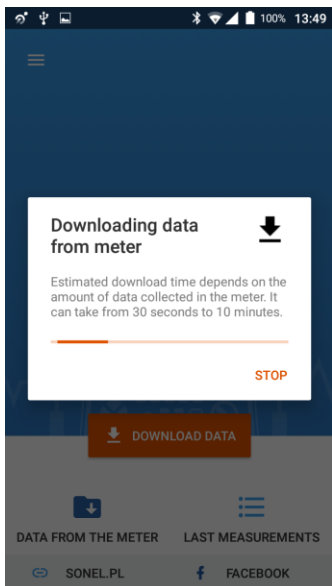 100% 13:49
Downloading data
from meter
Estimated download time depends on the
amount of data collected in the meter. It
can take from 30 seconds to 10 minutes.
STOP
DOWNLOAD DATA
DATA FROM THE METER LAST MEASUREMENTS
SONEL.PL FACEBOOK